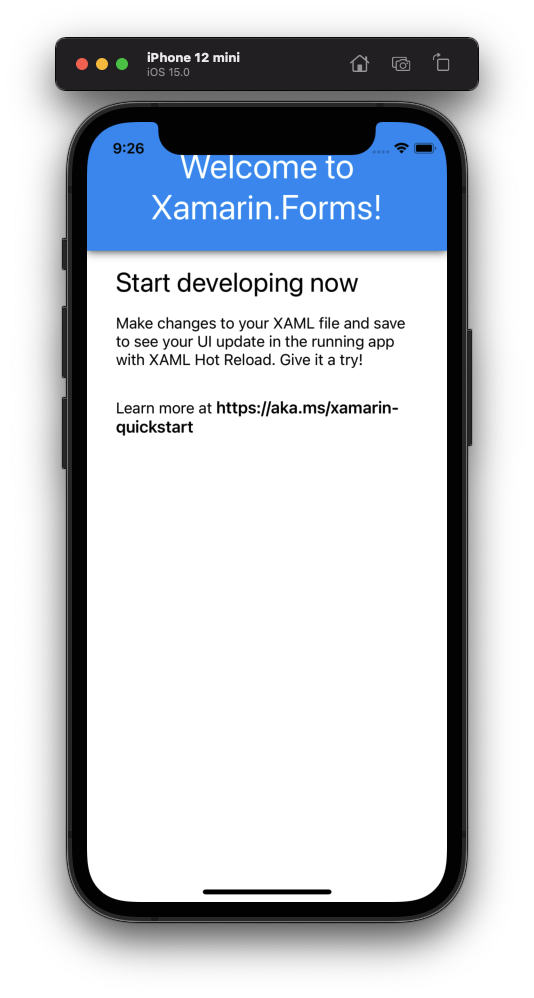 iPhone 12 mini
iOS 15.0
9:26
Welcome to
Xamarin.Forms!
Start developing now
Make changes to your XAML file and save
to see your UI update in the running app
with XAML Hot Reload. Give it a try!
Learn more at https://aka.ms/xamarin-
quickstart